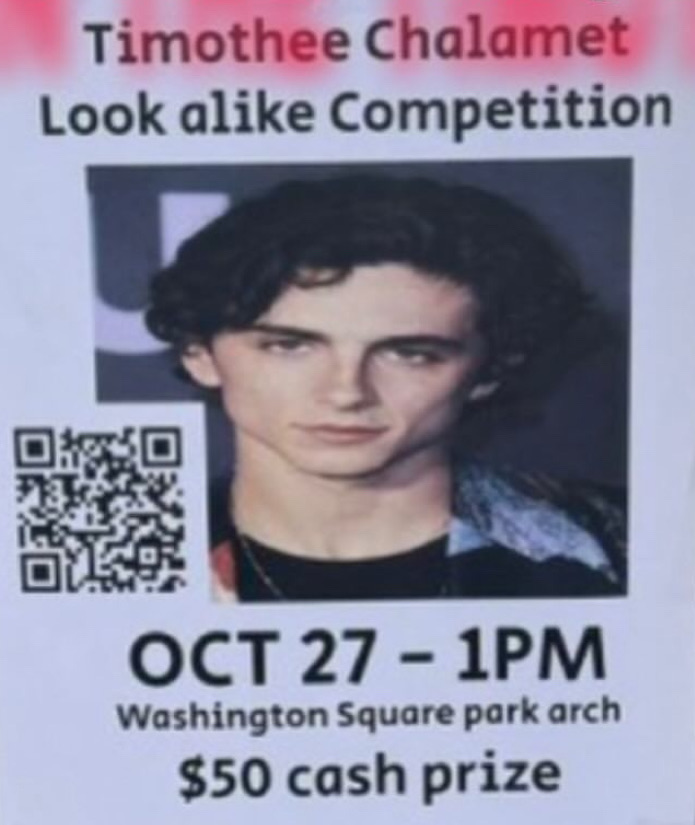 Timothee Chalamet
Look alike Competition
U
OCT 27 - 1PM
Washington Square park arch
$50 cash prize